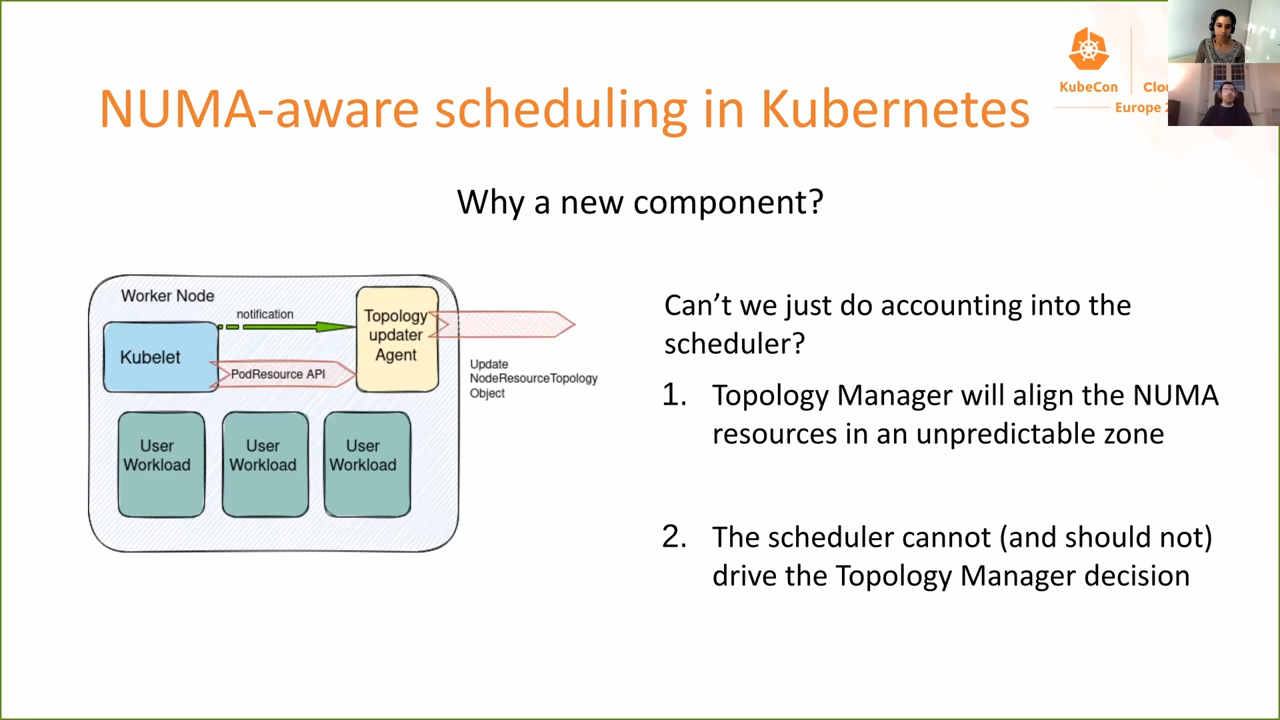 NUMA-aware scheduling in Kubernetes
KubeCon
Europe
Why a new component?
Worker Node
notification
Kubelet
PodResource API
Topology
updater
Agent
Update
NodeResourceTopology
Object
User
Workload
User
Workload
User
Workload
Can’t we just do accounting into the
scheduler?
1. Topology Manager will align the NUMA
resources in an unpredictable zone
2. The scheduler cannot (and should not)
drive the Topology Manager decision